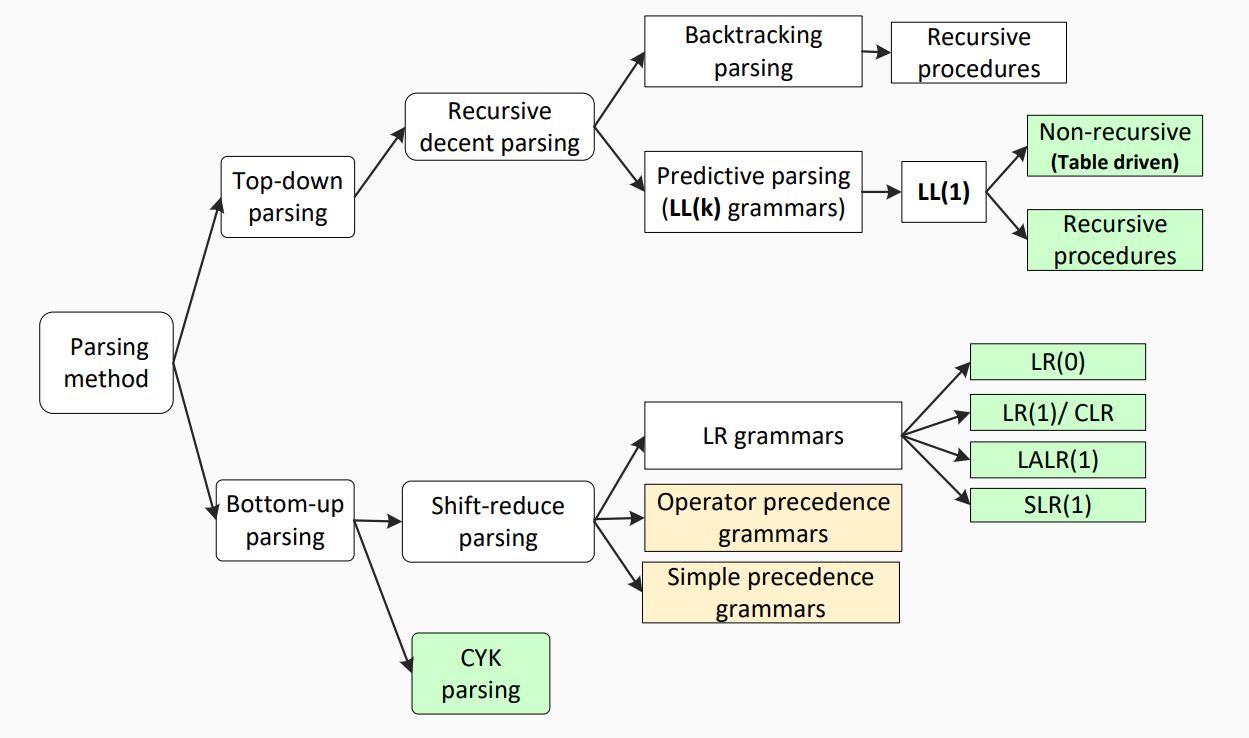 Backtracking
parsing
Recursive
procedures
Recursive
decent parsing
Non-recursive
(Table driven)
Top-down
parsing
Predictive parsing
(LL(k) grammars)
LL(1)
Recursive
procedures
Parsing
method
LR(0)
LR(1)/ CLR
LR grammars
LALR(1)
SLR(1)
Bottom-up
parsing
Shift-reduce
parsing
Operator precedence
grammars
Simple precedence
grammars
CYK
parsing